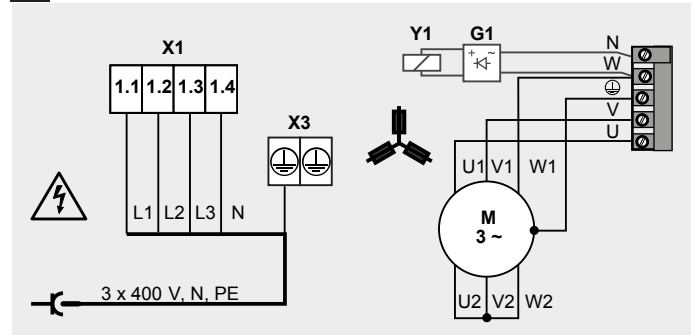 X1
1.1 1.2 1.3 1.4
X3
L1 L2 L3 N
3 x 400 V, N, PE
Y1 G1
+ ~
N
W
V
U
U1 V1 W1
M
3 ~
U2 V2 W2